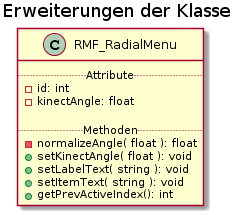 Erweiterungen der Klasse
C RMF_RadialMenu
Attribute
id: int
kinectAngle: float
Methoden
normalizeAngle( float ): float
setKinectAngle( float ): void
setLabelText( string ): void
setItemText( string ): void
getPrevActiveIndex(): int